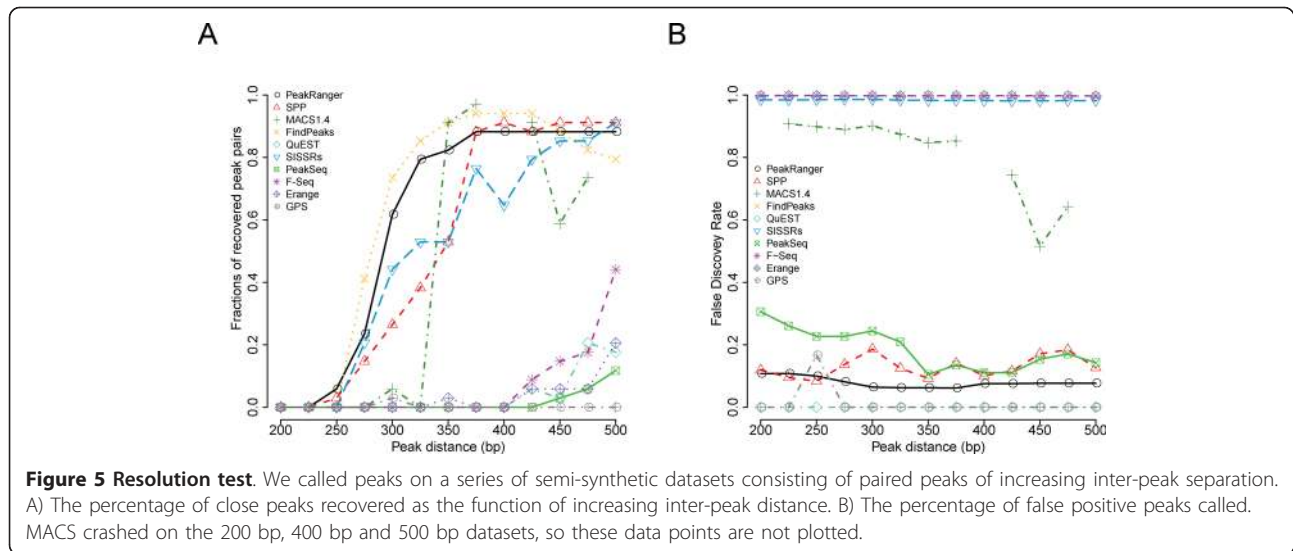 A
B
PeakRanger
SPP
MACS1.4
FindPeaks
QuEST
SISSRs
PeakSeq
F-Seq
Erange
GPS
Fractions of recovered peak pairs
0.0 0.2 0.4 0.6 0.8 1.0
200 250 300 350 400 450 500
Peak distance (bp)
PeakRanger
SPP
MACS1.4
FindPeaks
QuEST
SISSRs
PeakSeq
F-Seq
Erange
GPS
False Discovey Rate
0.0 0.2 0.4 0.6 0.8 1.0
200 250 300 350 400 450 500
Peak distance (bp)
Figure 5 Resolution test. We called peaks on a series of semi-synthetic datasets consisting of paired peaks of increasing inter-peak separation.
A) The percentage of close peaks recovered as the function of increasing inter-peak distance. B) The percentage of false positive peaks called.
MACS crashed on the 200 bp, 400 bp and 500 bp datasets, so these data points are not plotted.